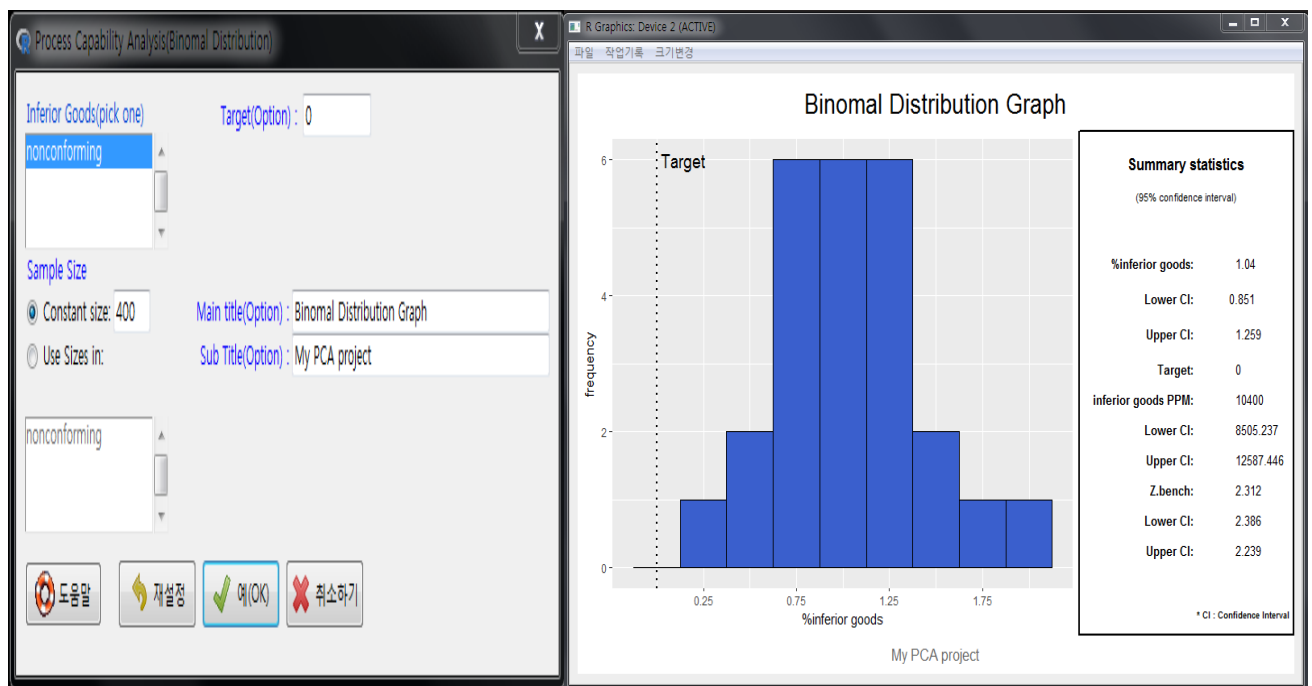 Process Capability Analysis(Binomal Distribution)
X
Inferior Goods(pick one)
Target(Option) : 0
nonconforming
Sample Size
Constant size: 400
Main title(Option) : Binomal Distribution Graph
Use Sizes in:
Sub Title(Option) : My PCA project
nonconforming
도움말
재설정
예(OK)
취소하기
R Graphics: Device 2 (ACTIVE)
X
파일 작업기록 크기변경
Binomal Distribution Graph
Target
6
4
2
0
frequency
0.25 0.75 1.25 1.75
%inferior goods
My PCA project
Summary statistics
(95% confidence interval)
%inferior goods: 1.04
Lower CI: 0.851
Upper CI: 1.259
Target: 0
inferior goods PPM: 10400
Lower CI: 8505.237
Upper CI: 12587.446
Z.bench: 2.312
Lower CI: 2.386
Upper CI: 2.239
* CI : Confidence Interval